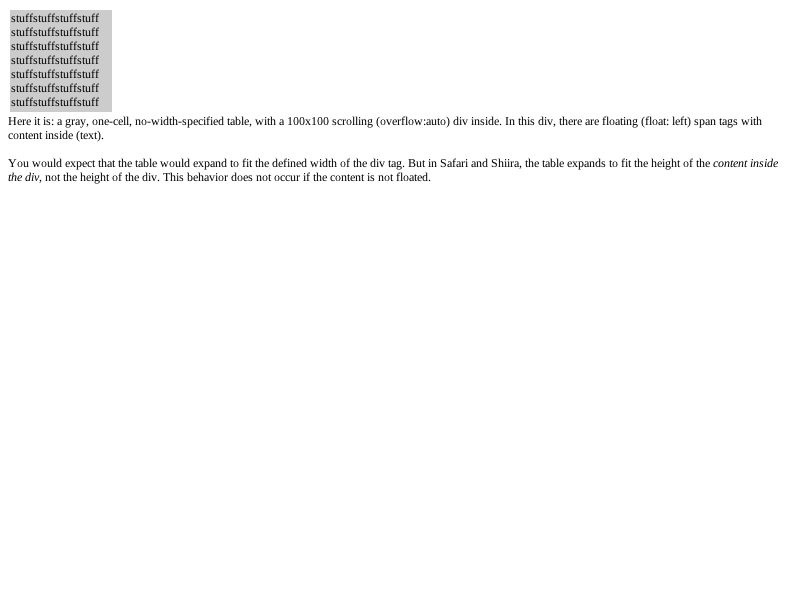 stuffstuffstuffstuff
stuffstuffstuffstuff
stuffstuffstuffstuff
stuffstuffstuffstuff
stuffstuffstuffstuff
stuffstuffstuffstuff
stuffstuffstuffstuff
Here it is: a gray, one-cell, no-width-specified table, with a 100x100 scrolling (overflow:auto) div inside. In this div, there are floating (float: left) span tags with
content inside (text).
You would expect that the table would expand to fit the defined width of the div tag. But in Safari and Shiira, the table expands to fit the height of the content inside
the div, not the height of the div. This behavior does not occur if the content is not floated.